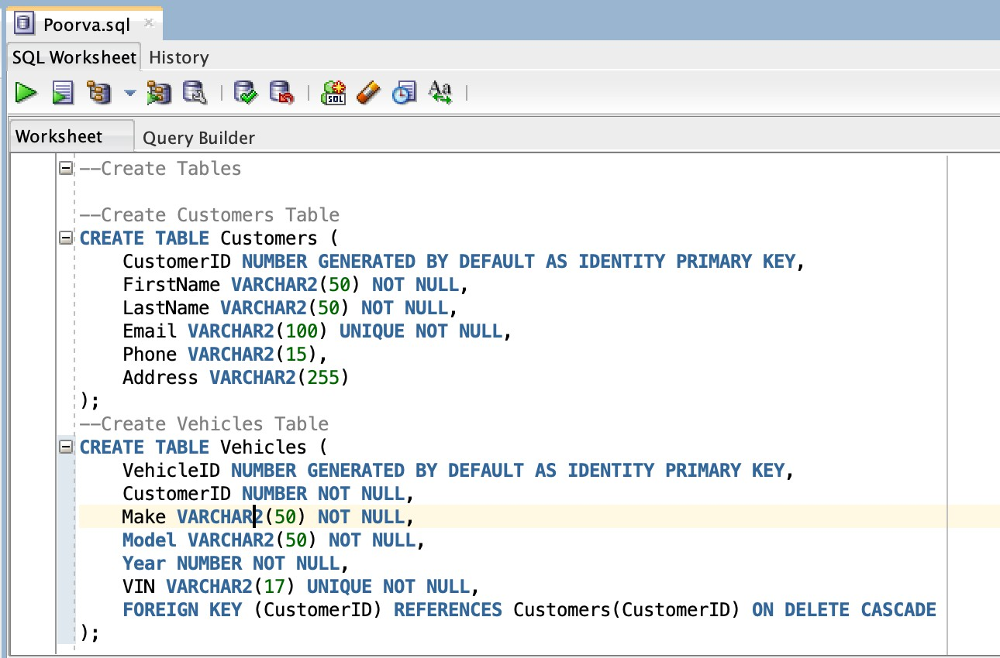 Poorva.sql
SQL Worksheet History
SQL
Aa
Worksheet Query Builder
--Create Tables
--Create Customers Table
CREATE TABLE Customers (
    CustomerID NUMBER GENERATED BY DEFAULT AS IDENTITY PRIMARY KEY,
    FirstName VARCHAR2(50) NOT NULL,
    LastName VARCHAR2(50) NOT NULL,
    Email VARCHAR2(100) UNIQUE NOT NULL,
    Phone VARCHAR2(15),
    Address VARCHAR2(255)
);
--Create Vehicles Table
CREATE TABLE Vehicles (
    VehicleID NUMBER GENERATED BY DEFAULT AS IDENTITY PRIMARY KEY,
    CustomerID NUMBER NOT NULL,
    Make VARCHAR2(50) NOT NULL,
    Model VARCHAR2(50) NOT NULL,
    Year NUMBER NOT NULL,
    VIN VARCHAR2(17) UNIQUE NOT NULL,
    FOREIGN KEY (CustomerID) REFERENCES Customers(CustomerID) ON DELETE CASCADE
);